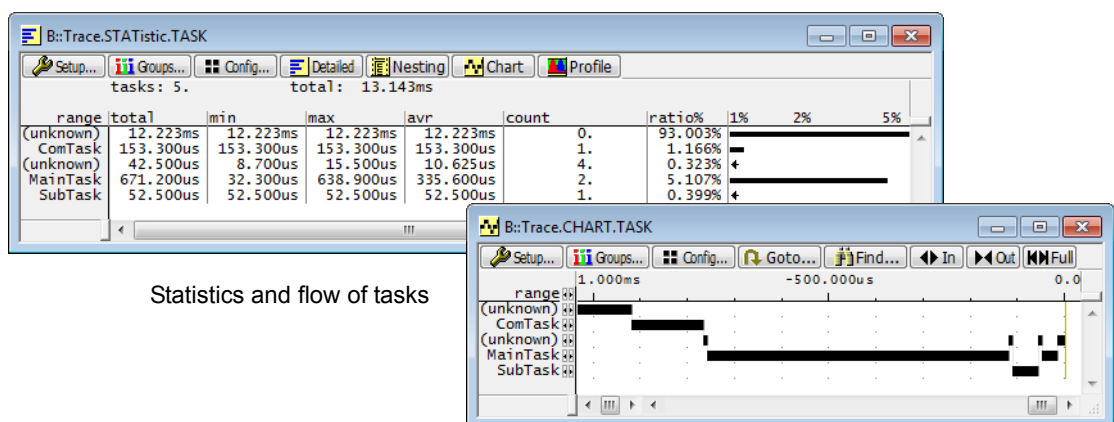 B::Trace.STATistic.TASK
Setup... Groups... Config... Detailed Nesting Chart Profile
tasks: 5. total: 13.143ms
range total min max avr count ratio% 1% 2% 5%
(unknown) 12.223ms 12.223ms 12.223ms 12.223ms 0. 93.003%
ComTask 153.300us 153.300us 153.300us 153.300us 1. 1.166%
(unknown) 42.500us 8.700us 15.500us 10.625us 4. 0.323%
MainTask 671.200us 32.300us 638.900us 335.600us 2. 5.107%
SubTask 52.500us 52.500us 52.500us 52.500us 1. 0.399%
B::Trace.CHART.TASK
Setup... Groups... Config... Goto... Find... In Out Full
1.000ms -500.000us 0.0
range
(unknown)
ComTask
(unknown)
MainTask
SubTask
Statistics and flow of tasks